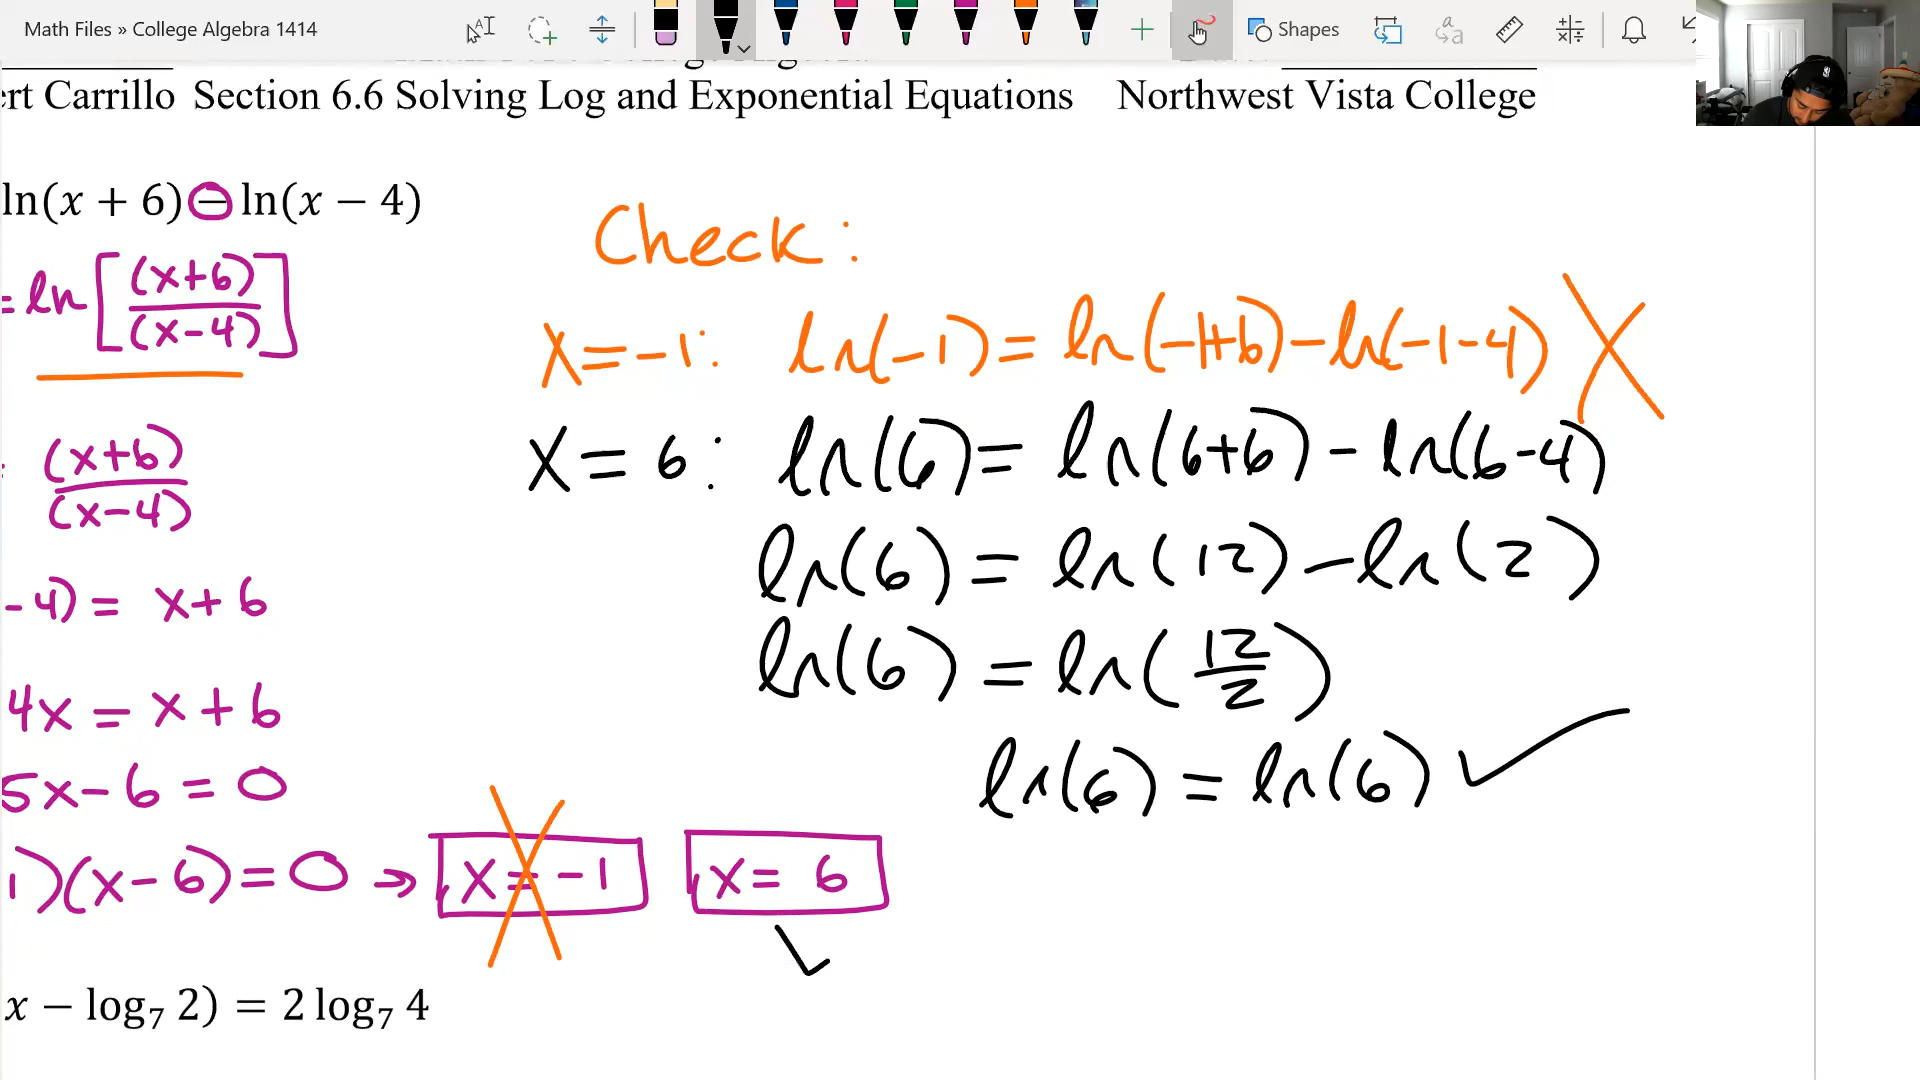 Math Files » College Algebra 1414
Shapes
ert Carrillo Section 6.6 Solving Log and Exponential Equations Northwest Vista College
ln(x + 6) − ln(x − 4)
= ln [(x+6)/(x−4)]
(x+6)/(x−4)
−4) = x+6
4x = x+6
5x−6 = 0
1)(x−6)=0 → x = −1 x = 6
x − log₇ 2) = 2 log₇ 4
Check:
x=−1: ln(−1) = ln(−1+6) − ln(−1−4) X
x = 6: ln(6) = ln(6+6) − ln(6−4)
ln(6) = ln(12) − ln(2)
ln(6) = ln(12/2)
ln(6) = ln(6) ✓